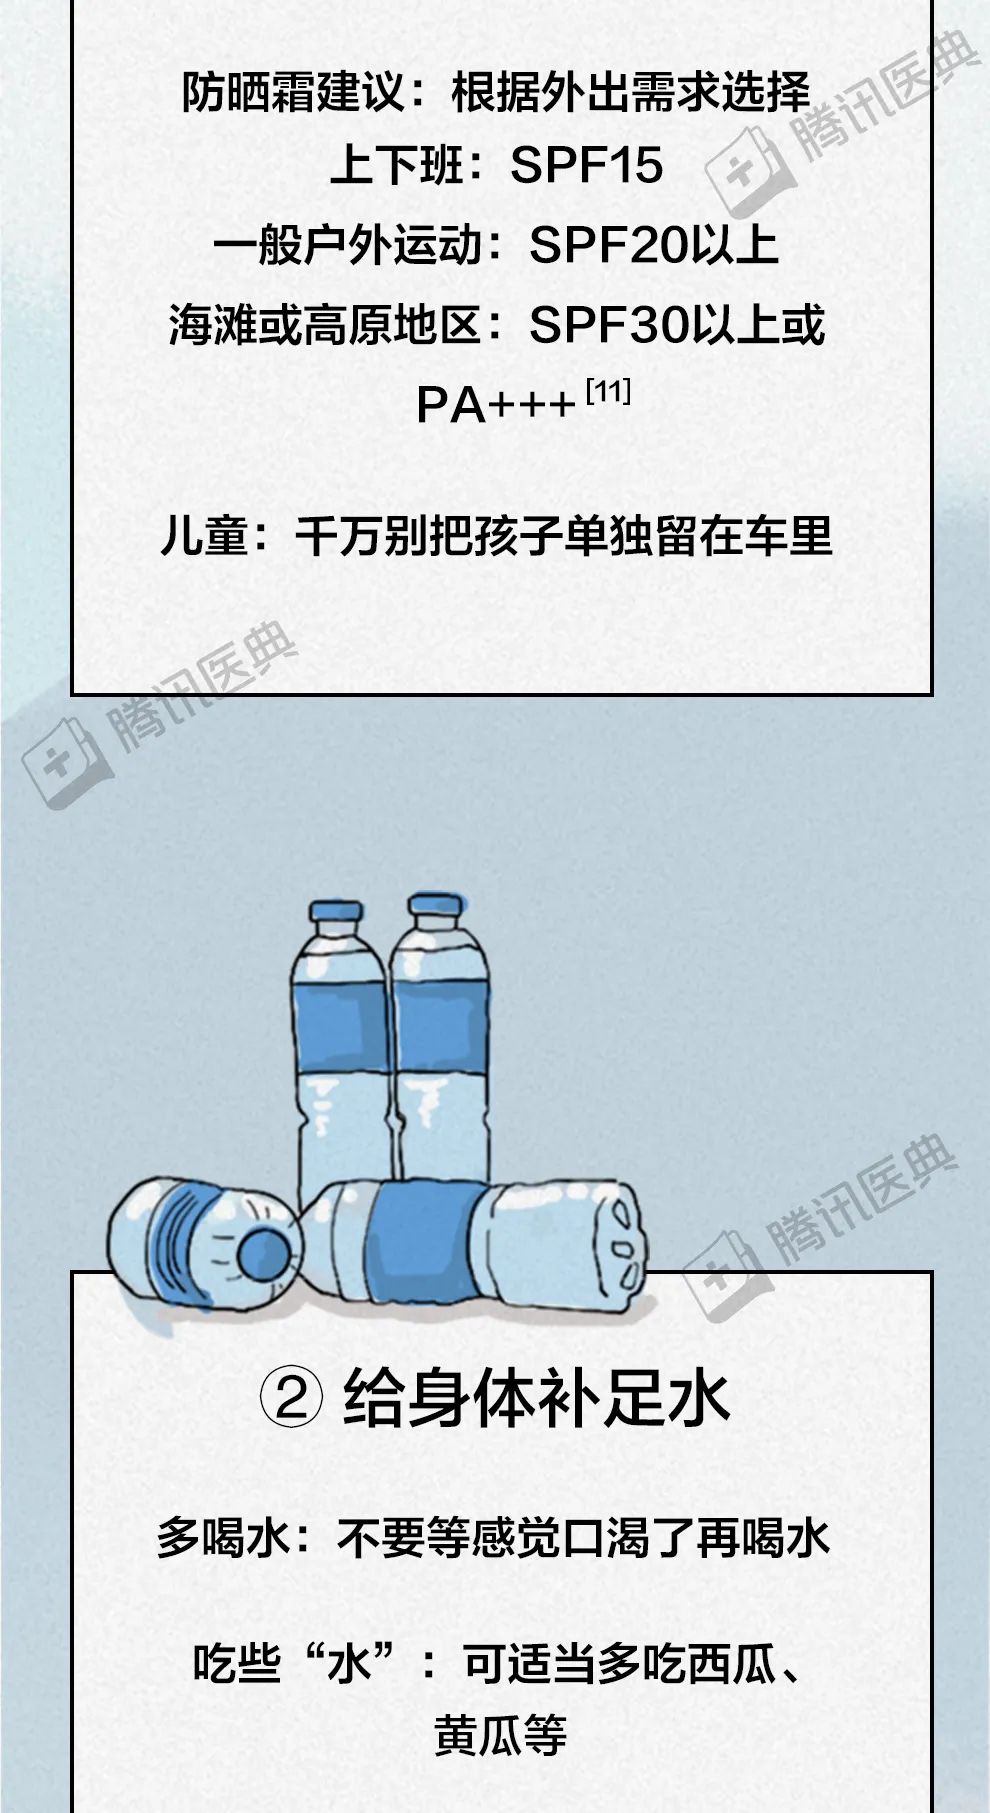 防晒霜建议：根据外出需求选择
腾讯医典
上下班：SPF15
一般户外运动：SPF20以上
海滩或高原地区：SPF30以上或
PA+++[11]
儿童：千万别把孩子单独留在车里
腾讯医典
腾讯医典
② 给身体补足水
多喝水：不要等感觉口渴了再喝水
吃些“水”：可适当多吃西瓜、
黄瓜等